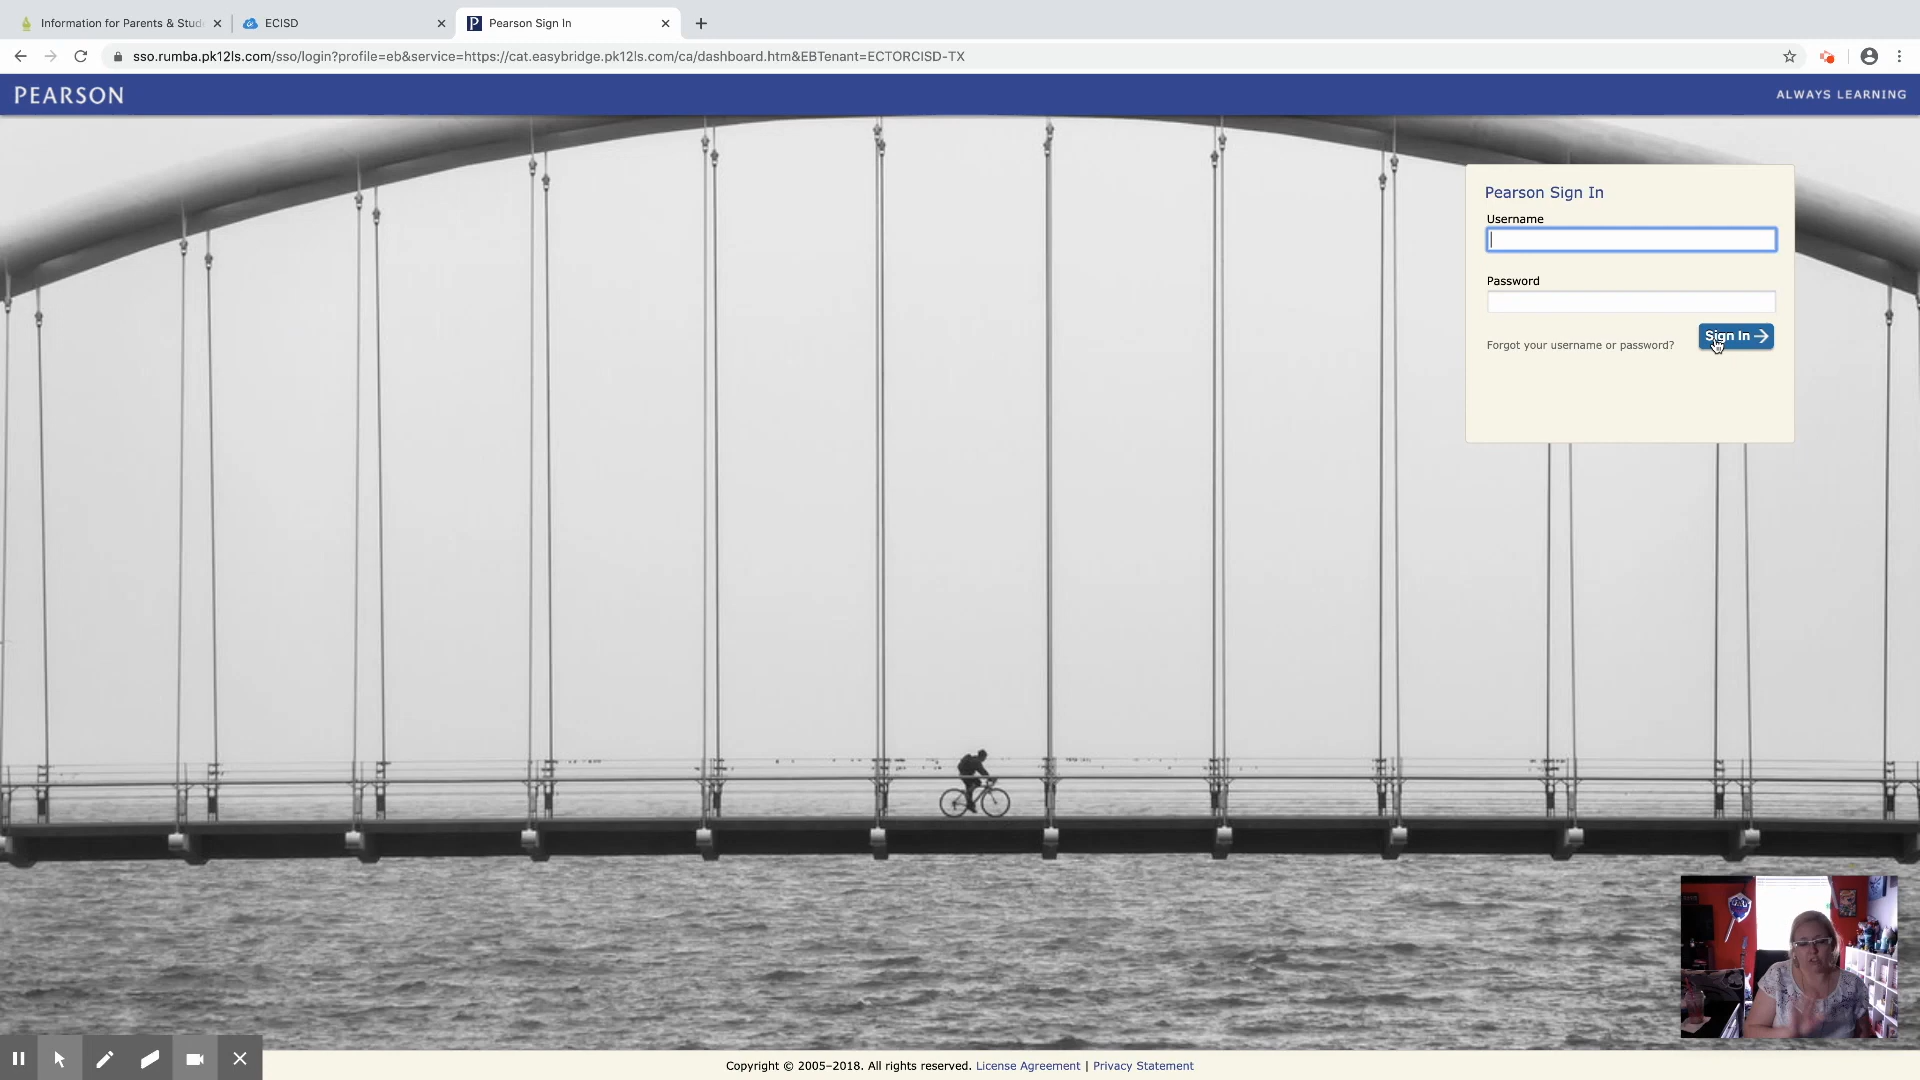 Information for Parents & Stud
ECISD
Pearson Sign In
sso.rumba.pk12ls.com/sso/login?profile=eb&service=https://cat.easybridge.pk12ls.com/ca/dashboard.htm&EBTenant=ECTORCISD-TX
PEARSON
ALWAYS LEARNING
Pearson Sign In
Username
Password
Forgot your username or password?
Sign In
Copyright © 2005–2018. All rights reserved. License Agreement | Privacy Statement